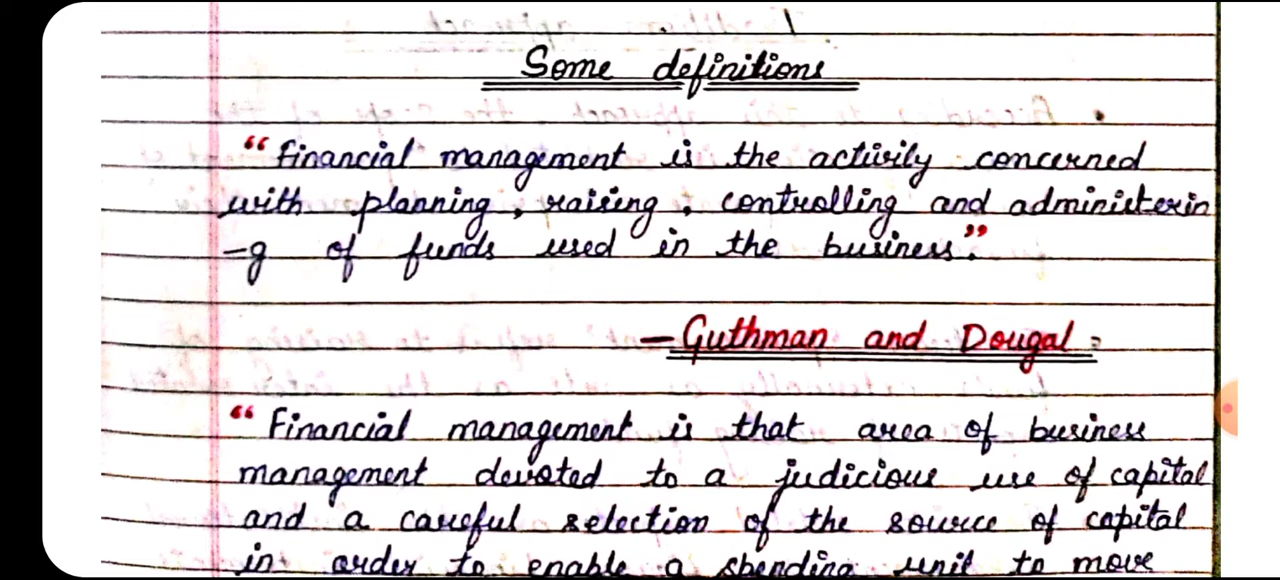 Some definitions
“Financial management is the activity concerned
with planning, raising, controlling and administerin
-g of funds used in the business”.
— Guthman and Dougal:
“Financial management is that area of business
management devoted to a judicious use of capital
and a careful selection of the source of capital
in order to enable a spending unit to move